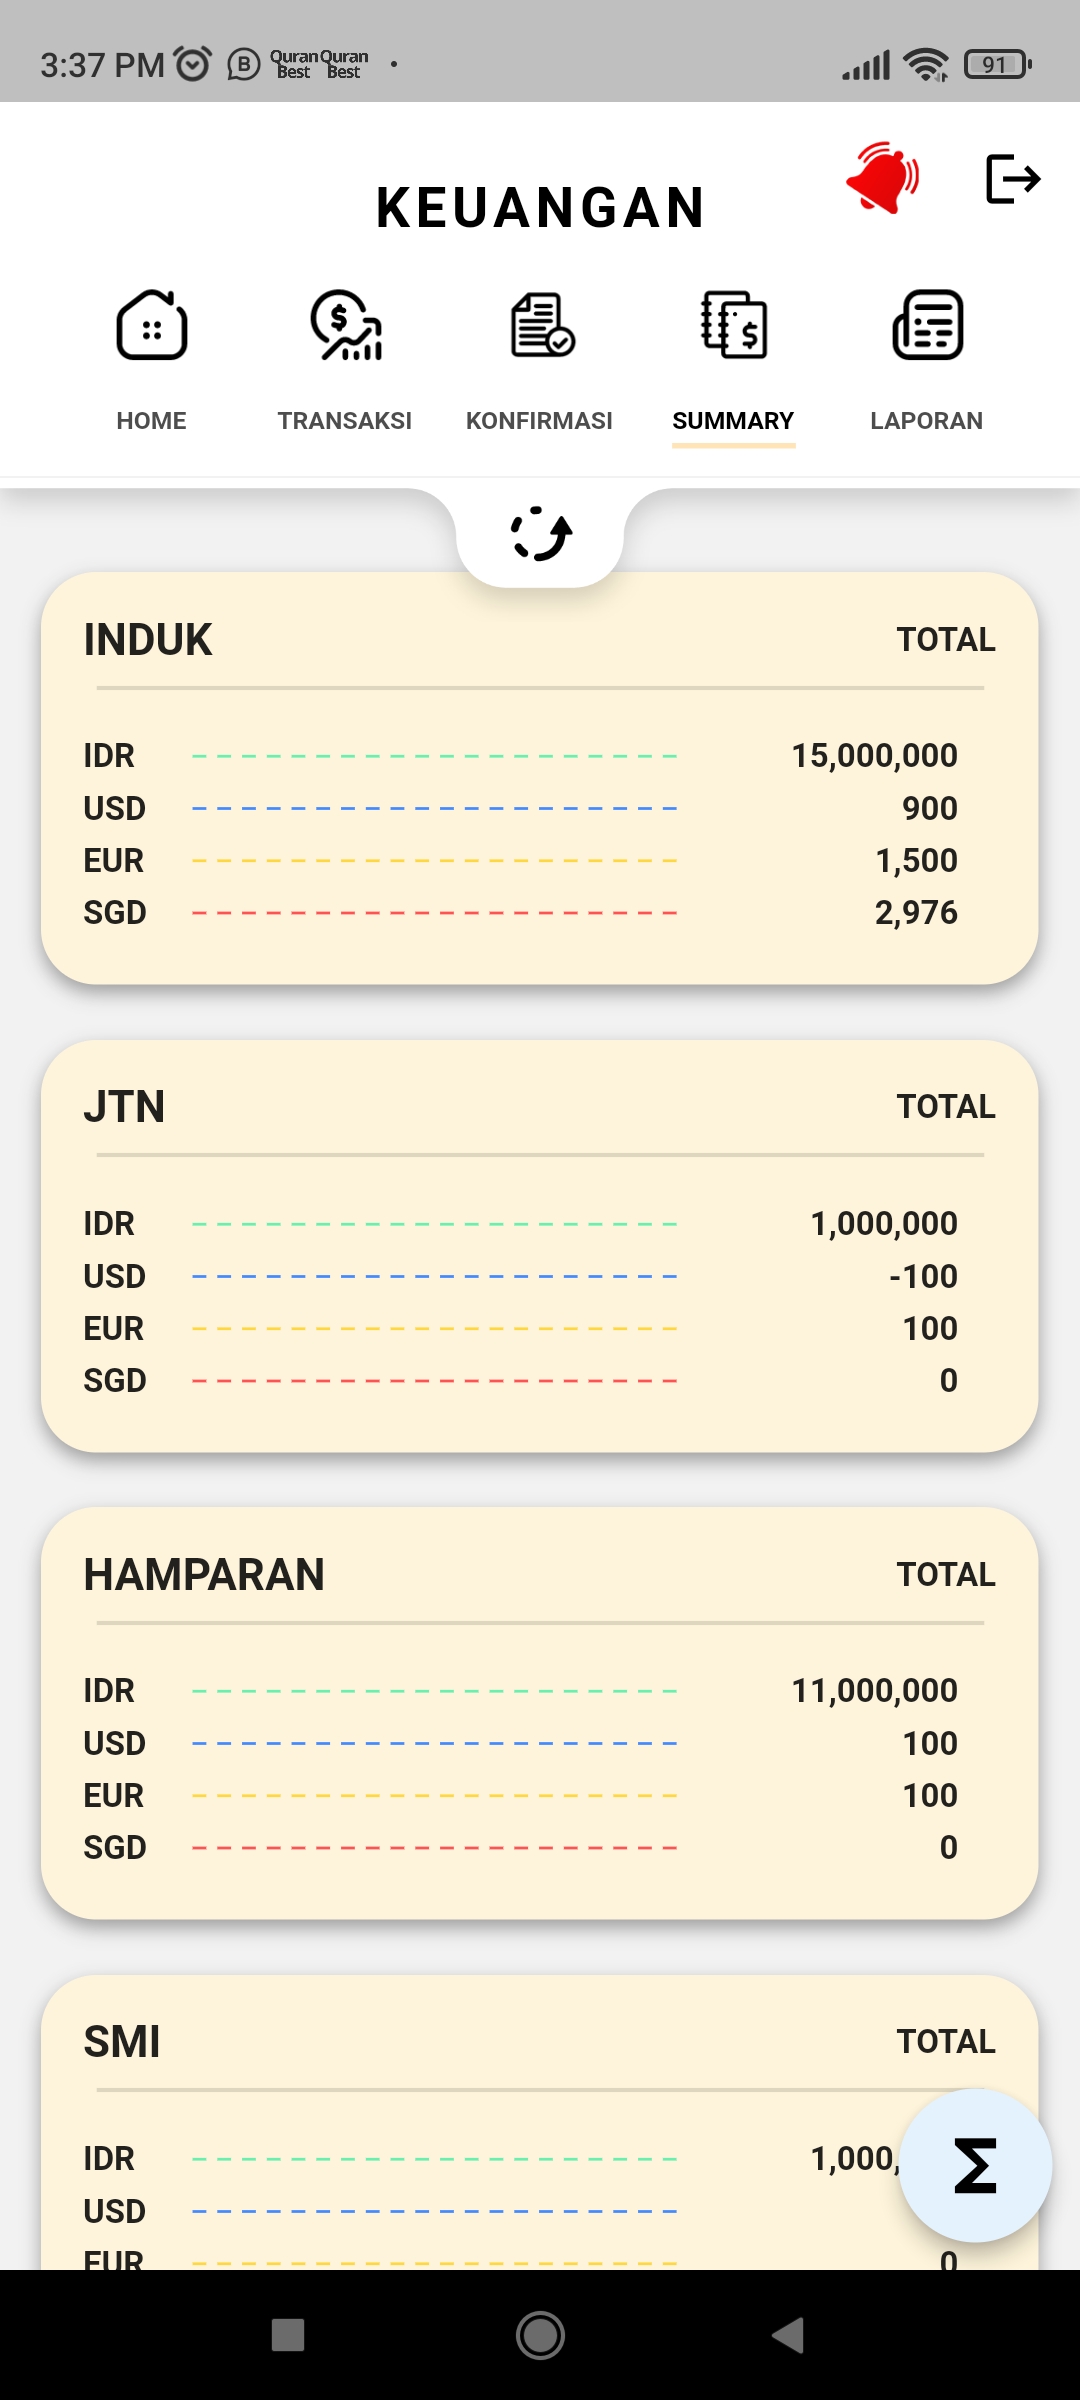 3:37 PM B Quran Best Quran Best 91
KEUANGAN
HOME TRANSAKSI KONFIRMASI SUMMARY LAPORAN
INDUK TOTAL
IDR 15,000,000
USD 900
EUR 1,500
SGD 2,976
JTN TOTAL
IDR 1,000,000
USD -100
EUR 100
SGD 0
HAMPARAN TOTAL
IDR 11,000,000
USD 100
EUR 100
SGD 0
SMI TOTAL
IDR 1,000,
Σ
USD
EUR 0